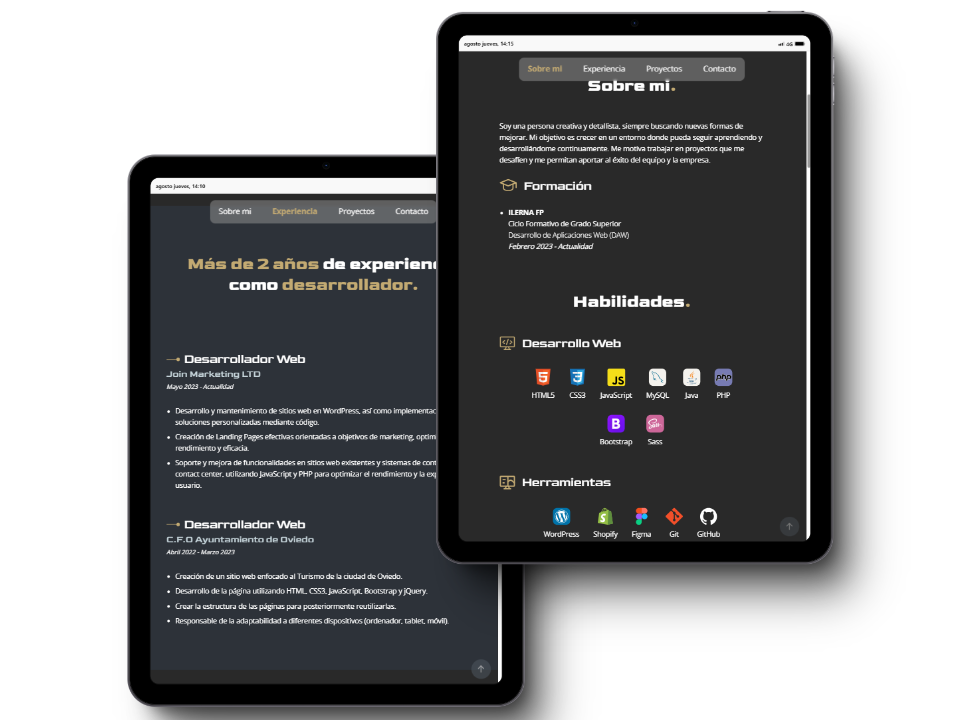 agosto jueves, 14:15
4G
Sobre mi Experiencia Proyectos Contacto
Sobre mi.
Soy una persona creativa y detallista, siempre buscando nuevas formas de
mejorar. Mi objetivo es crecer en un entorno donde pueda seguir aprendiendo y
desarrollándome continuamente. Me motiva trabajar en proyectos que me
desafíen y me permitan aportar al éxito del equipo y la empresa.
Formación
• ILERNA FP
Ciclo Formativo de Grado Superior
Desarrollo de Aplicaciones Web (DAW)
Febrero 2023 - Actualidad
Habilidades.
Desarrollo Web
5 3 JS php
HTML5 CSS3 JavaScript MySQL Java PHP
B Sass
Bootstrap Sass
Herramientas
WordPress Shopify Figma Git GitHub
agosto jueves, 14:10
Sobre mi Experiencia Proyectos Contacto
Más de 2 años de experien
como desarrollador.
Desarrollador Web
Join Marketing LTD
Mayo 2023 - Actualidad
• Desarrollo y mantenimiento de sitios web en WordPress, así como implementac
soluciones personalizadas mediante código.
• Creación de Landing Pages efectivas orientadas a objetivos de marketing, optim
rendimiento y eficacia.
• Soporte y mejora de funcionalidades en sitios web existentes y sistemas de con
contact center, utilizando JavaScript y PHP para optimizar el rendimiento y la ex
usuario.
Desarrollador Web
C.F.O Ayuntamiento de Oviedo
Abril 2022 - Marzo 2023
• Creación de un sitio web enfocado al Turismo de la ciudad de Oviedo.
• Desarrollo de la página utilizando HTML, CSS3, JavaScript, Bootstrap y jQuery.
• Crear la estructura de las páginas para posteriormente reutilizarlas.
• Responsable de la adaptabilidad a diferentes dispositivos (ordenador, tablet, móvil).